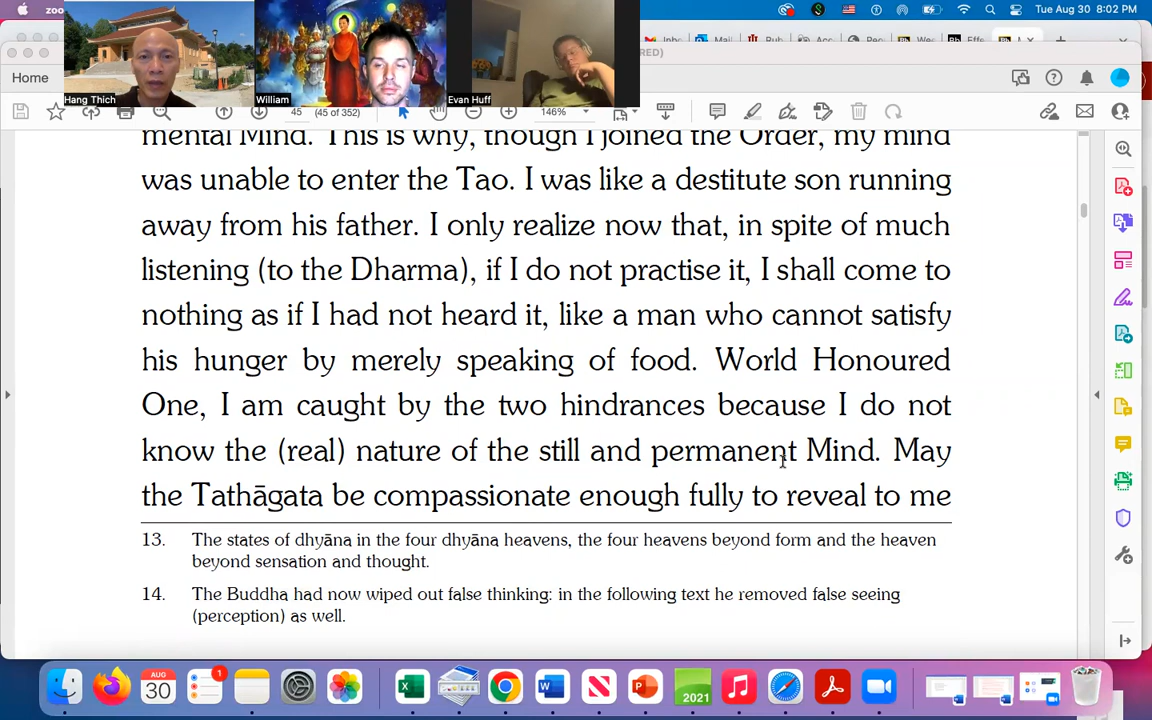 zoo
Tue Aug 30 8:02 PM
Home
Hang Thich
William
Evan Huff
45
(45 of 352)
146%
mental Mind. This is why, though I joined the Order, my mind
was unable to enter the Tao. I was like a destitute son running
away from his father. I only realize now that, in spite of much
listening (to the Dharma), if I do not practise it, I shall come to
nothing as if I had not heard it, like a man who cannot satisfy
his hunger by merely speaking of food. World Honoured
One, I am caught by the two hindrances because I do not
know the (real) nature of the still and permanent Mind. May
the Tathāgata be compassionate enough fully to reveal to me
13. The states of dhyāna in the four dhyāna heavens, the four heavens beyond form and the heaven
beyond sensation and thought.
14. The Buddha had now wiped out false thinking: in the following text he removed false seeing
(perception) as well.
AUG
30
1
2021